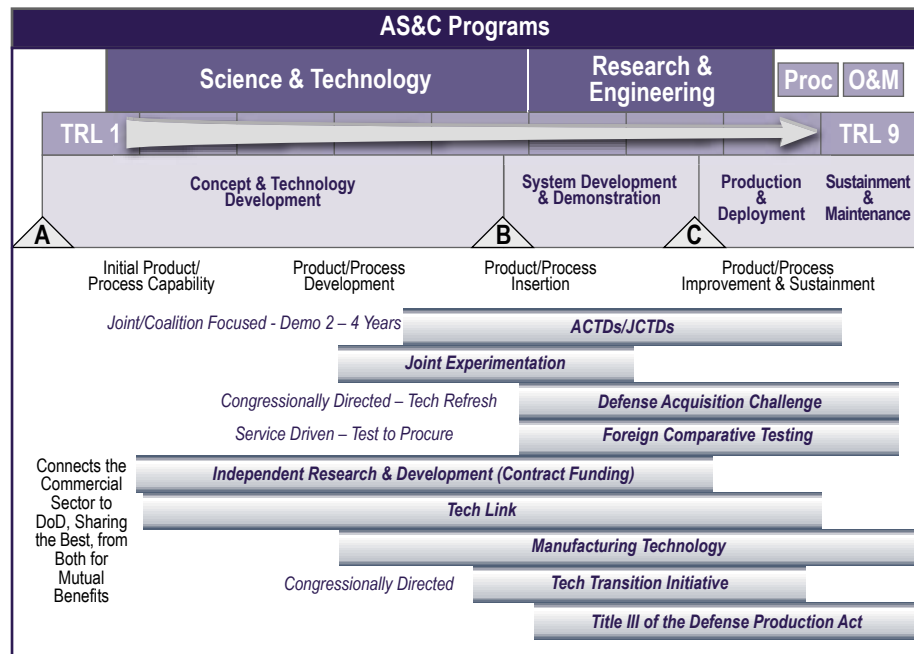 AS&C Programs
Science & Technology
Research &
Engineering
Proc
O&M
TRL 1
TRL 9
Concept & Technology
Development
System Development
& Demonstration
Production
&
Deployment
Sustainment
&
Maintenance
A
B
C
Initial Product/
Process Capability
Product/Process
Development
Product/Process
Insertion
Product/Process
Improvement & Sustainment
Joint/Coalition Focused - Demo 2 – 4 Years
ACTDs/JCTDs
Joint Experimentation
Congressionally Directed – Tech Refresh
Defense Acquisition Challenge
Service Driven – Test to Procure
Foreign Comparative Testing
Connects the
Commercial
Sector to
DoD, Sharing
the Best, from
Both for
Mutual
Benefits
Independent Research & Development (Contract Funding)
Tech Link
Manufacturing Technology
Congressionally Directed
Tech Transition Initiative
Title III of the Defense Production Act